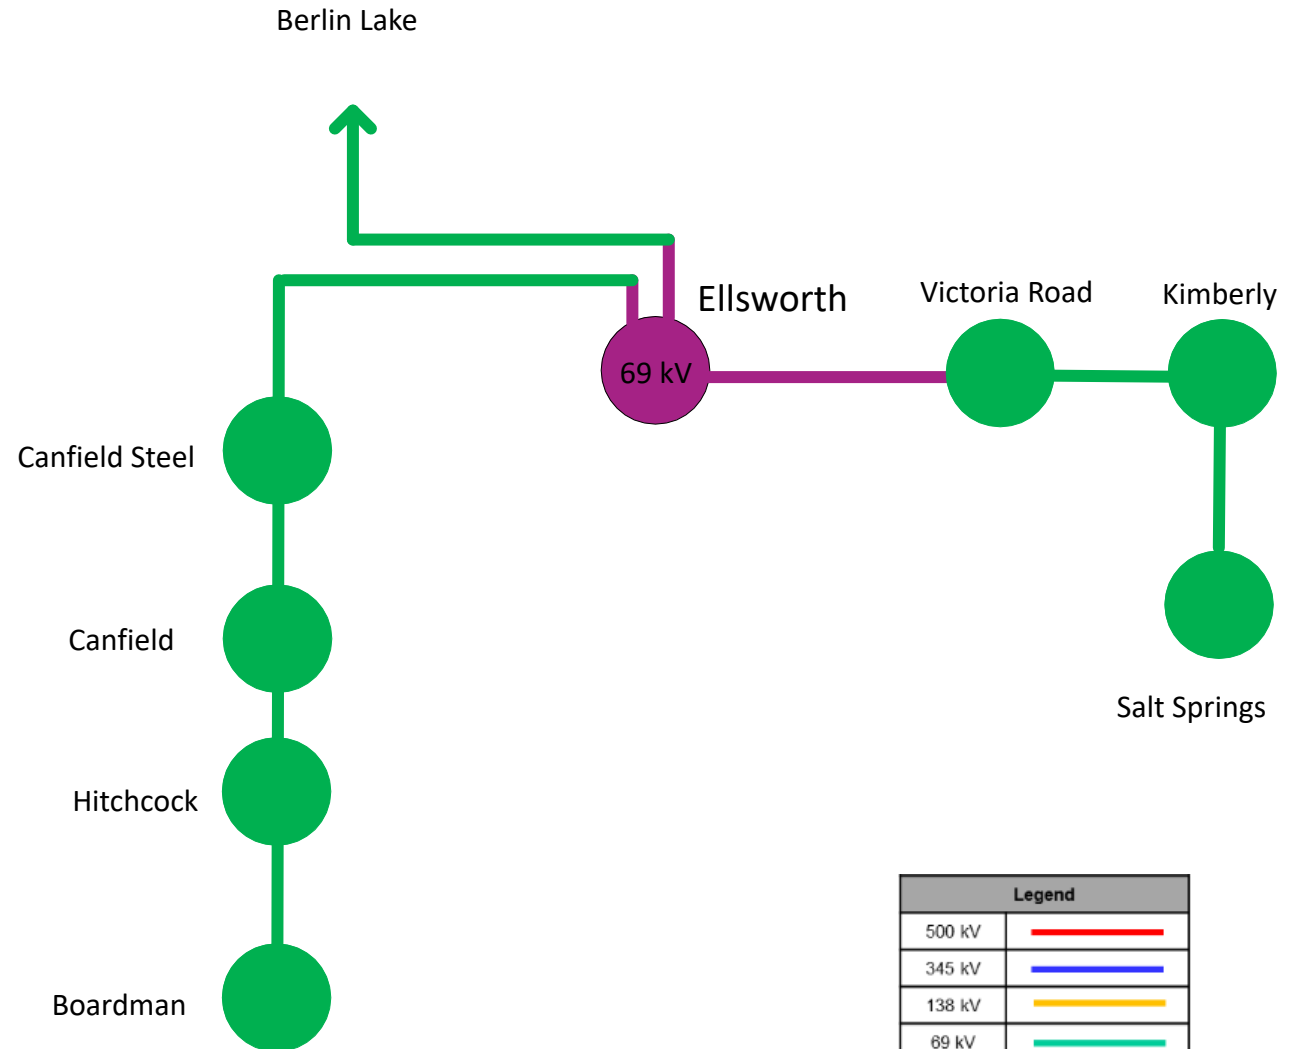 Berlin Lake
Ellsworth
Victoria Road
Kimberly
69 kV
Canfield Steel
Canfield
Salt Springs
Hitchcock
Boardman
Legend
500 kV
345 kV
138 kV
69 kV